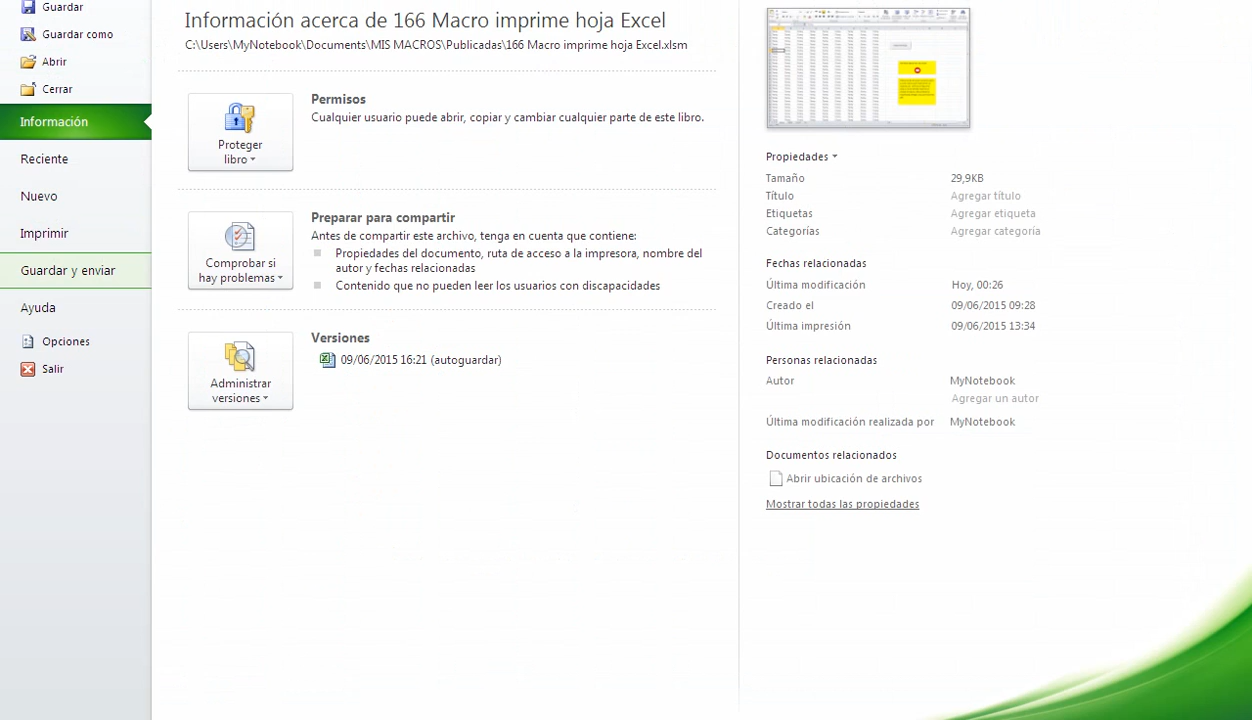 Guardar
Guardar como
Abrir
Cerrar
Información
Reciente
Nuevo
Imprimir
Guardar y enviar
Ayuda
Opciones
Salir
Información acerca de 166 Macro imprime hoja Excel
C:\Users\MyNotebook\Documents\MIS MACRO3\Publicadas\166 Macro imprime hoja Excel.xlsm
Proteger
libro
Permisos
Cualquier usuario puede abrir, copiar y cambiar cualquier parte de este libro.
Comprobar si
hay problemas
Preparar para compartir
Antes de compartir este archivo, tenga en cuenta que contiene:
Propiedades del documento, ruta de acceso a la impresora, nombre del
autor y fechas relacionadas
Contenido que no pueden leer los usuarios con discapacidades
Administrar
versiones
Versiones
09/06/2015 16:21 (autoguardar)
Propiedades
Tamaño 29,9KB
Título Agregar título
Etiquetas Agregar etiqueta
Categorías Agregar categoría
Fechas relacionadas
Última modificación Hoy, 00:26
Creado el 09/06/2015 09:28
Última impresión 09/06/2015 13:34
Personas relacionadas
Autor MyNotebook
Agregar un autor
Última modificación realizada por MyNotebook
Documentos relacionados
Abrir ubicación de archivos
Mostrar todas las propiedades